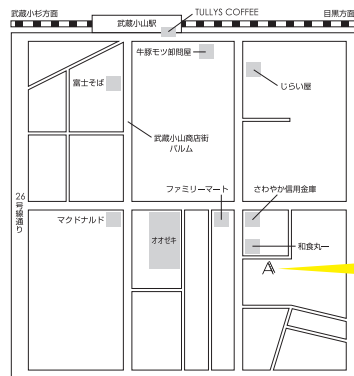 武蔵小杉方面
武蔵小山駅
TULLYS COFFEE
目黒方面
牛豚モツ卸問屋
富士そば
じらい屋
武蔵小山商店街
パルム
26号線通り
ファミリーマート
さわやか信用金庫
マクドナルド
オオゼキ
和食丸一